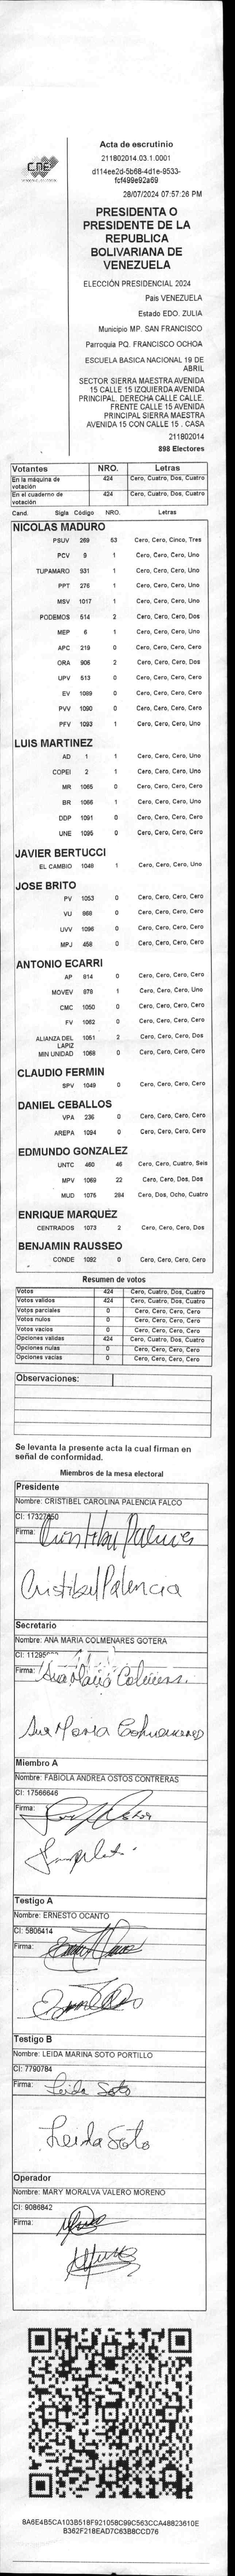 CNE
Acta de escrutinio
211802014.03.1.0001
d114ee2d-5b68-4d1e-9533-
fcf499e92a69
28/07/2024 07:57:26 PM
PRESIDENTA O
PRESIDENTE DE LA
REPUBLICA
BOLIVARIANA DE
VENEZUELA
ELECCIÓN PRESIDENCIAL 2024
País VENEZUELA
Estado EDO. ZULIA
Municipio MP. SAN FRANCISCO
Parroquia PQ. FRANCISCO OCHOA
ESCUELA BASICA NACIONAL 19 DE
ABRIL
SECTOR SIERRA MAESTRA AVENIDA
15 CALLE 15 IZQUIERDA AVENIDA
PRINCIPAL. DERECHA CALLE CALLE.
FRENTE CALLE 15 AVENIDA
PRINCIPAL SIERRA MAESTRA
AVENIDA 15 CON CALLE 15 . CASA
211802014
898 Electores
Votantes NRO. Letras
En la máquina de votación 424 Cero, Cuatro, Dos, Cuatro
En el cuaderno de votación 424 Cero, Cuatro, Dos, Cuatro
Cand. Sigla Código NRO. Letras
NICOLAS MADURO
PSUV 269 53 Cero, Cero, Cinco, Tres
PCV 9 1 Cero, Cero, Cero, Uno
TUPAMARO 931 1 Cero, Cero, Cero, Uno
PPT 276 1 Cero, Cero, Cero, Uno
MSV 1017 1 Cero, Cero, Cero, Uno
PODEMOS 514 2 Cero, Cero, Cero, Dos
MEP 6 1 Cero, Cero, Cero, Uno
APC 219 0 Cero, Cero, Cero, Cero
ORA 906 2 Cero, Cero, Cero, Dos
UPV 513 0 Cero, Cero, Cero, Cero
EV 1089 0 Cero, Cero, Cero, Cero
PVV 1090 0 Cero, Cero, Cero, Cero
PFV 1093 1 Cero, Cero, Cero, Uno
LUIS MARTINEZ
AD 1 1 Cero, Cero, Cero, Uno
COPEI 2 1 Cero, Cero, Cero, Uno
MR 1065 0 Cero, Cero, Cero, Cero
BR 1066 1 Cero, Cero, Cero, Uno
DDP 1091 0 Cero, Cero, Cero, Cero
UNE 1095 0 Cero, Cero, Cero, Cero
JAVIER BERTUCCI
EL CAMBIO 1048 1 Cero, Cero, Cero, Uno
JOSE BRITO
PV 1053 0 Cero, Cero, Cero, Cero
VU 868 0 Cero, Cero, Cero, Cero
UVV 1096 0 Cero, Cero, Cero, Cero
MPJ 458 0 Cero, Cero, Cero, Cero
ANTONIO ECARRI
AP 814 0 Cero, Cero, Cero, Cero
MOVEV 878 1 Cero, Cero, Cero, Uno
CMC 1050 0 Cero, Cero, Cero, Cero
FV 1062 0 Cero, Cero, Cero, Cero
ALIANZA DEL LAPIZ 1051 2 Cero, Cero, Cero, Dos
MIN UNIDAD 1068 0 Cero, Cero, Cero, Cero
CLAUDIO FERMIN
SPV 1049 0 Cero, Cero, Cero, Cero
DANIEL CEBALLOS
VPA 236 0 Cero, Cero, Cero, Cero
AREPA 1094 0 Cero, Cero, Cero, Cero
EDMUNDO GONZALEZ
UNTC 460 46 Cero, Cero, Cuatro, Seis
MPV 1069 22 Cero, Cero, Dos, Dos
MUD 1075 284 Cero, Dos, Ocho, Cuatro
ENRIQUE MARQUEZ
CENTRADOS 1073 2 Cero, Cero, Cero, Dos
BENJAMIN RAUSSEO
CONDE 1092 0 Cero, Cero, Cero, Cero
Resumen de votos
Votos 424 Cero, Cuatro, Dos, Cuatro
Votos validos 424 Cero, Cuatro, Dos, Cuatro
Votos parciales 0 Cero, Cero, Cero, Cero
Votos nulos 0 Cero, Cero, Cero, Cero
Votos vacios 0 Cero, Cero, Cero, Cero
Opciones validas 424 Cero, Cuatro, Dos, Cuatro
Opciones nulas 0 Cero, Cero, Cero, Cero
Opciones vacias 0 Cero, Cero, Cero, Cero
Observaciones:
Se levanta la presente acta la cual firman en
señal de conformidad.
Miembros de la mesa electoral
Presidente
Nombre: CRISTIBEL CAROLINA PALENCIA FALCO
CI: 17327650
Firma: Cristibel Palencia
Cristibel Palencia
Secretario
Nombre: ANA MARIA COLMENARES GOTERA
CI: 11295
Firma: Ana Maria Colmenares
Ana Maria Colmenares
Miembro A
Nombre: FABIOLA ANDREA OSTOS CONTRERAS
CI: 17566646
Firma:
Testigo A
Nombre: ERNESTO OCANTO
CI: 5806414
Firma:
Testigo B
Nombre: LEIDA MARINA SOTO PORTILLO
CI: 7790784
Firma: Leida Soto
Leida Soto
Operador
Nombre: MARY MORALVA VALERO MORENO
CI: 9086842
Firma:
8A6E4B5CA103B518F921058C99C563CCA48823610E
B362F218EAD7C63B8CCD76